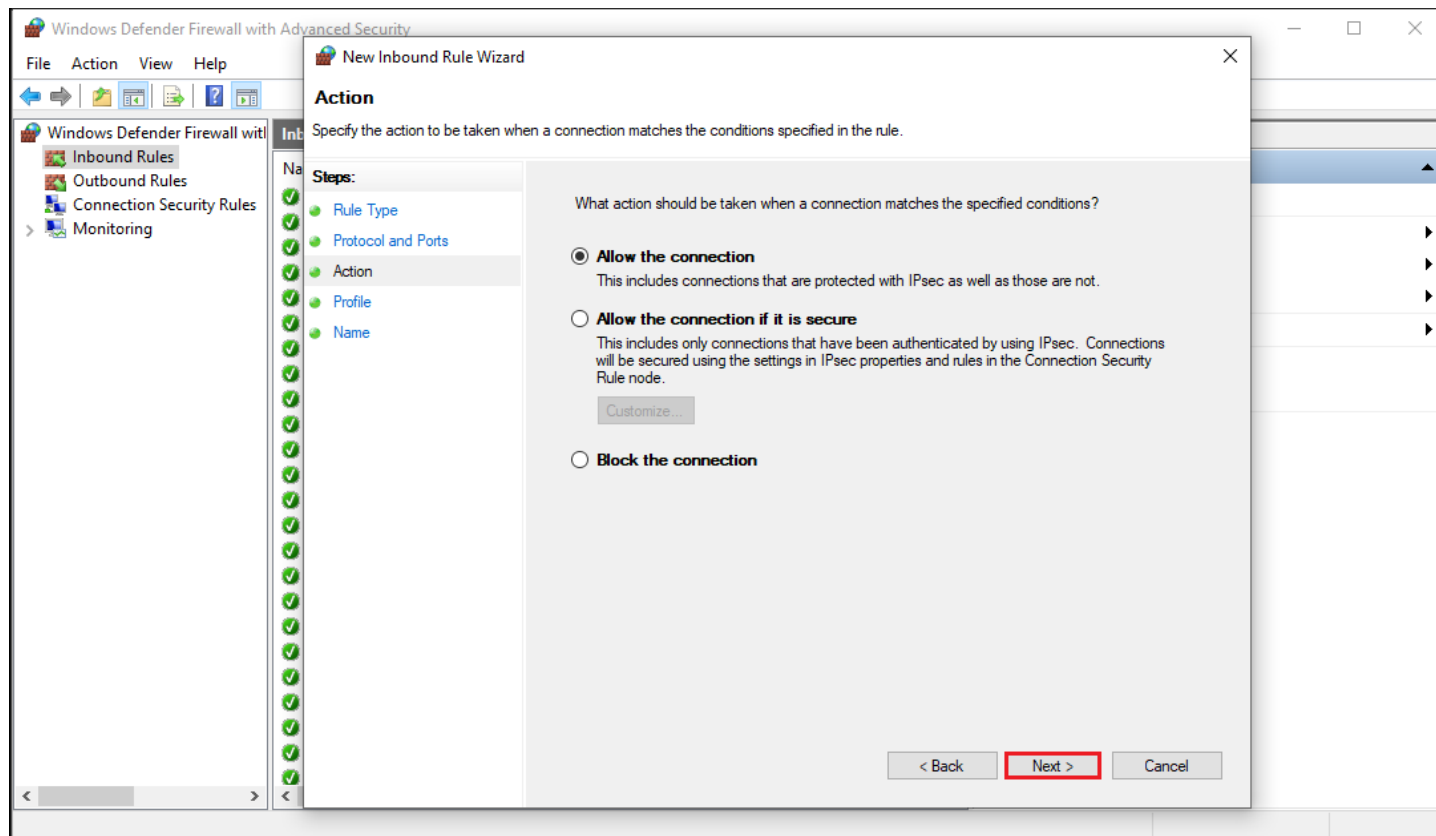 Windows Defender Firewall with Advanced Security
File Action View Help
Windows Defender Firewall witl
Inbound Rules
Outbound Rules
Connection Security Rules
Monitoring
Inb
Na
New Inbound Rule Wizard
Action
Specify the action to be taken when a connection matches the conditions specified in the rule.
Steps:
Rule Type
Protocol and Ports
Action
Profile
Name
What action should be taken when a connection matches the specified conditions?
Allow the connection
This includes connections that are protected with IPsec as well as those are not.
Allow the connection if it is secure
This includes only connections that have been authenticated by using IPsec. Connections
will be secured using the settings in IPsec properties and rules in the Connection Security
Rule node.
Customize...
Block the connection
< Back Next > Cancel